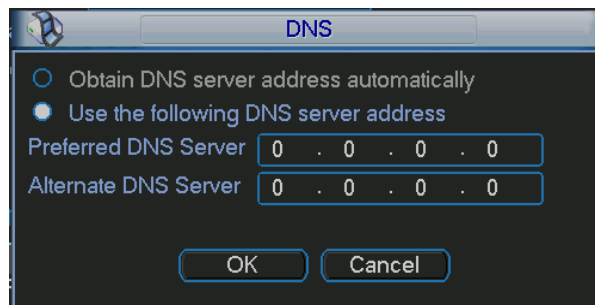 DNS
Obtain DNS server address automatically
Use the following DNS server address
Preferred DNS Server 0 . 0 . 0 . 0
Alternate DNS Server 0 . 0 . 0 . 0
OK Cancel